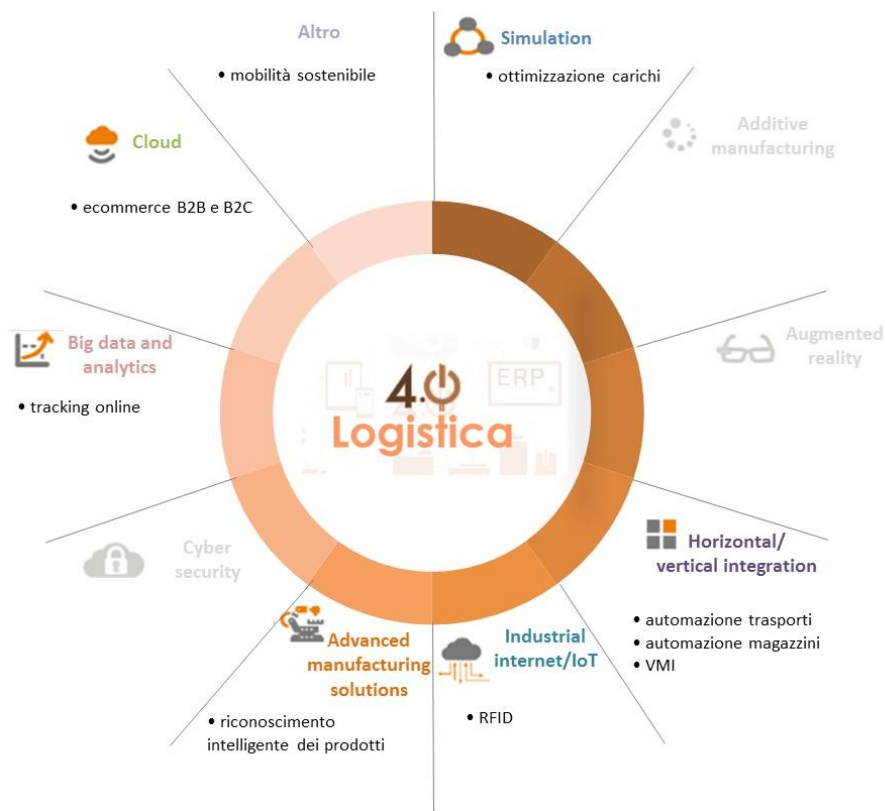 Altro
• mobilità sostenibile
Simulation
• ottimizzazione carichi
Additive
manufacturing
Augmented
reality
Horizontal/
vertical integration
• automazione trasporti
• automazione magazzini
• VMI
Industrial
internet/IoT
• RFID
Advanced
manufacturing
solutions
• riconoscimento
intelligente dei prodotti
Cyber
security
Big data and
analytics
• tracking online
Cloud
• ecommerce B2B e B2C
ERP
4.0
Logistica